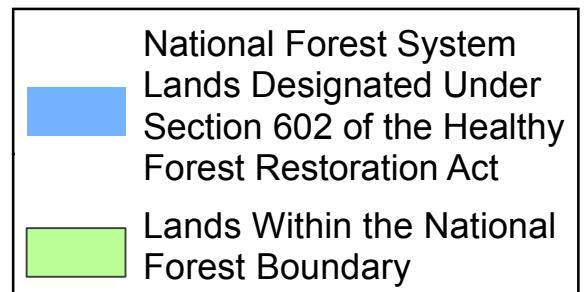 National Forest System
Lands Designated Under
Section 602 of the Healthy
Forest Restoration Act
Lands Within the National
Forest Boundary